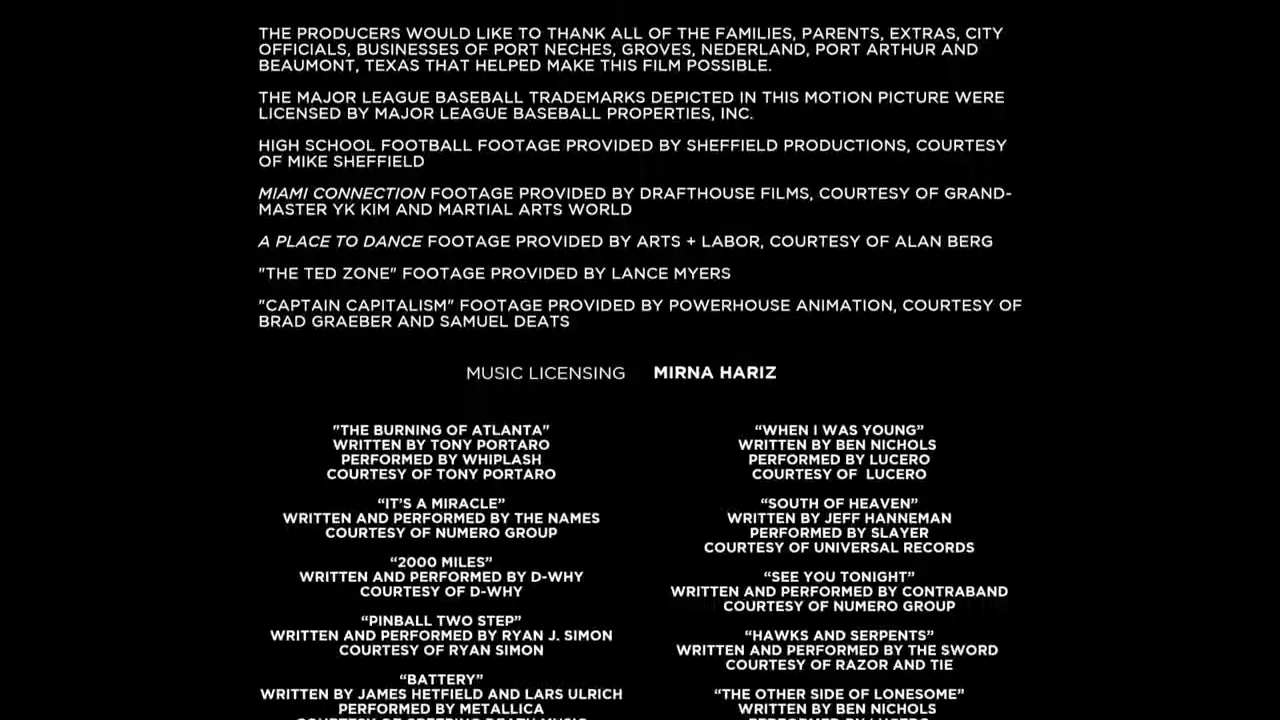 THE PRODUCERS WOULD LIKE TO THANK ALL OF THE FAMILIES, PARENTS, EXTRAS, CITY
OFFICIALS, BUSINESSES OF PORT NECHES, GROVES, NEDERLAND, PORT ARTHUR AND
BEAUMONT, TEXAS THAT HELPED MAKE THIS FILM POSSIBLE.
THE MAJOR LEAGUE BASEBALL TRADEMARKS DEPICTED IN THIS MOTION PICTURE WERE
LICENSED BY MAJOR LEAGUE BASEBALL PROPERTIES, INC.
HIGH SCHOOL FOOTBALL FOOTAGE PROVIDED BY SHEFFIELD PRODUCTIONS, COURTESY
OF MIKE SHEFFIELD
MIAMI CONNECTION FOOTAGE PROVIDED BY DRAFTHOUSE FILMS, COURTESY OF GRAND-
MASTER YK KIM AND MARTIAL ARTS WORLD
A PLACE TO DANCE FOOTAGE PROVIDED BY ARTS + LABOR, COURTESY OF ALAN BERG
"THE TED ZONE" FOOTAGE PROVIDED BY LANCE MYERS
"CAPTAIN CAPITALISM" FOOTAGE PROVIDED BY POWERHOUSE ANIMATION, COURTESY OF
BRAD GRAEBER AND SAMUEL DEATS
MUSIC LICENSING MIRNA HARIZ
"THE BURNING OF ATLANTA"
WRITTEN BY TONY PORTARO
PERFORMED BY WHIPLASH
COURTESY OF TONY PORTARO
“IT'S A MIRACLE”
WRITTEN AND PERFORMED BY THE NAMES
COURTESY OF NUMERO GROUP
“2000 MILES”
WRITTEN AND PERFORMED BY D-WHY
COURTESY OF D-WHY
“PINBALL TWO STEP”
WRITTEN AND PERFORMED BY RYAN J. SIMON
COURTESY OF RYAN SIMON
“BATTERY”
WRITTEN BY JAMES HETFIELD AND LARS ULRICH
PERFORMED BY METALLICA
COURTESY OF CREEPING DEATH MUSIC
“WHEN I WAS YOUNG”
WRITTEN BY BEN NICHOLS
PERFORMED BY LUCERO
COURTESY OF LUCERO
“SOUTH OF HEAVEN”
WRITTEN BY JEFF HANNEMAN
PERFORMED BY SLAYER
COURTESY OF UNIVERSAL RECORDS
“SEE YOU TONIGHT”
WRITTEN AND PERFORMED BY CONTRABAND
COURTESY OF NUMERO GROUP
“HAWKS AND SERPENTS”
WRITTEN AND PERFORMED BY THE SWORD
COURTESY OF RAZOR AND TIE
“THE OTHER SIDE OF LONESOME”
WRITTEN BY BEN NICHOLS
PERFORMED BY LUCERO